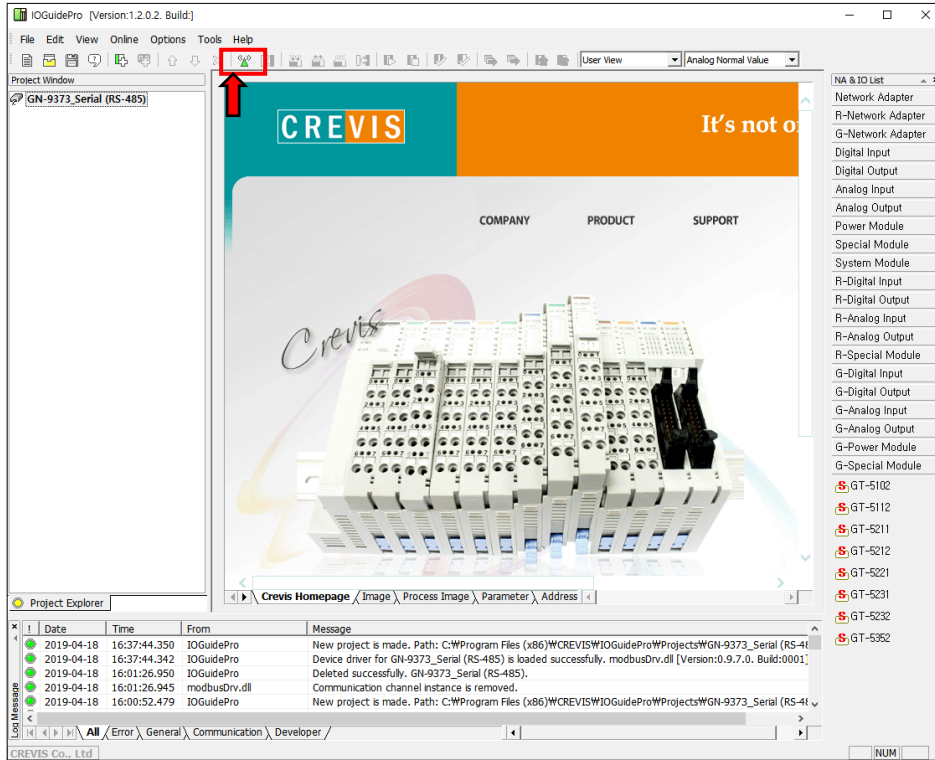 IOGuidePro [Version:1.2.0.2. Build:]
File Edit View Online Options Tools Help
User View
Analog Normal Value
Project Window
GN-9373_Serial (RS-485)
Project Explorer
CREVIS
It's not o
COMPANY PRODUCT SUPPORT
Crevis
Crevis Homepage Image Process Image Parameter Address
NA & IO List
Network Adapter
R-Network Adapter
G-Network Adapter
Digital Input
Digital Output
Analog Input
Analog Output
Power Module
Special Module
System Module
R-Digital Input
R-Digital Output
R-Analog Input
R-Analog Output
R-Special Module
G-Digital Input
G-Digital Output
G-Analog Input
G-Analog Output
G-Power Module
G-Special Module
GT-5102
GT-5112
GT-5211
GT-5212
GT-5221
GT-5231
GT-5232
GT-5352
! Date Time From Message
2019-04-18 16:37:44.350 IOGuidePro New project is made. Path: C:₩Program Files (x86)₩CREVIS₩IOGuidePro₩Projects₩GN-9373_Serial (RS-48
2019-04-18 16:37:44.342 IOGuidePro Device driver for GN-9373_Serial (RS-485) is loaded successfully. modbusDrv.dll [Version:0.9.7.0. Build:0001]
2019-04-18 16:01:26.950 IOGuidePro Deleted successfully. GN-9373_Serial (RS-485).
2019-04-18 16:01:26.945 modbusDrv.dll Communication channel instance is removed.
2019-04-18 16:00:52.479 IOGuidePro New project is made. Path: C:₩Program Files (x86)₩CREVIS₩IOGuidePro₩Projects₩GN-9373_Serial (RS-48
Log Message
All Error General Communication Developer
CREVIS Co., Ltd
NUM